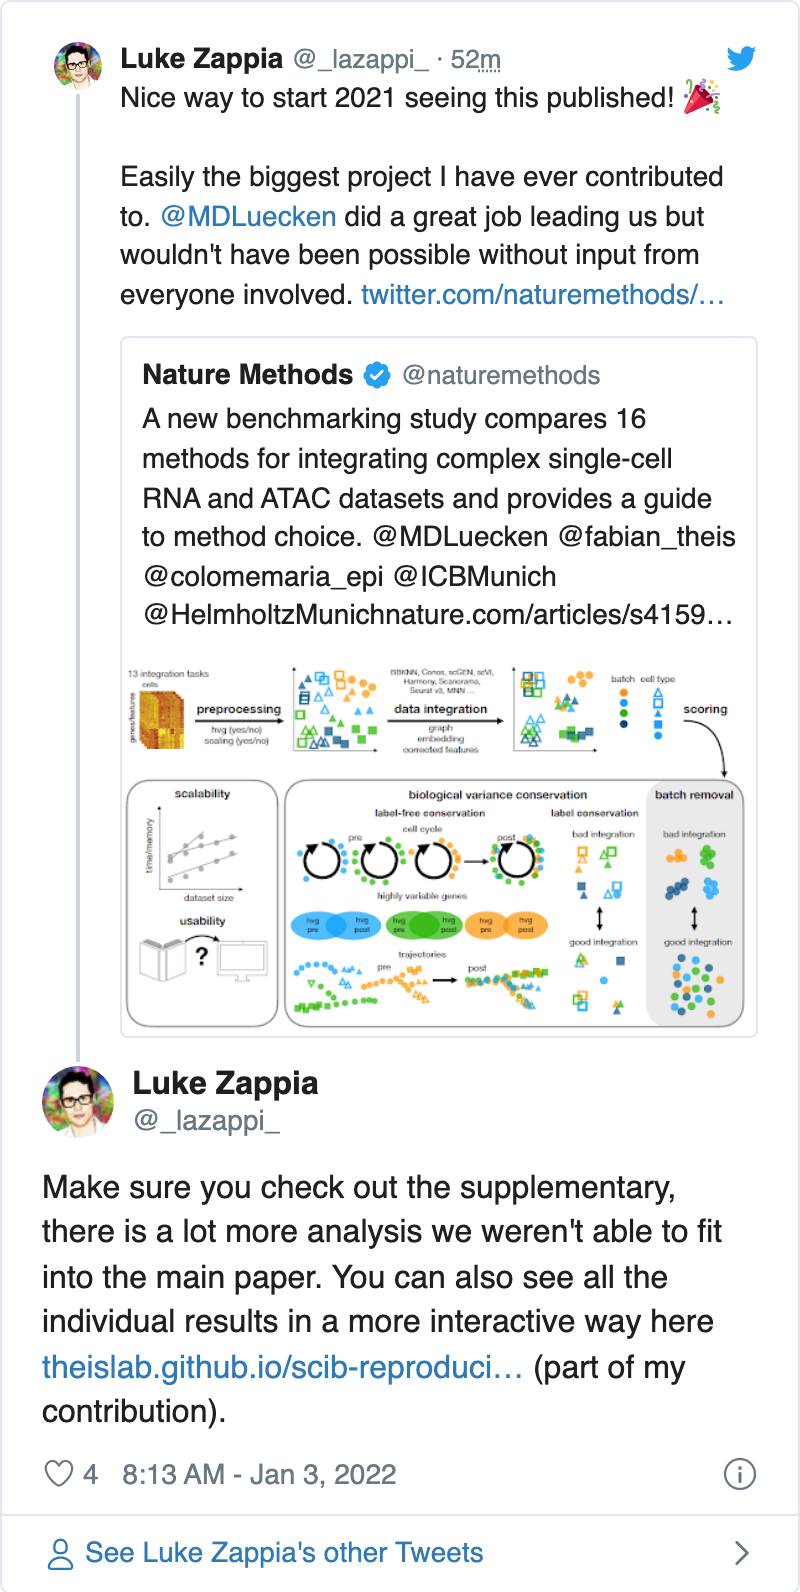 Luke Zappia @_lazappi_ · 52m
Nice way to start 2021 seeing this published! 🎉
Easily the biggest project I have ever contributed
to. @MDLuecken did a great job leading us but
wouldn't have been possible without input from
everyone involved. twitter.com/naturemethods/…
Nature Methods @naturemethods
A new benchmarking study compares 16
methods for integrating complex single-cell
RNA and ATAC datasets and provides a guide
to method choice. @MDLuecken @fabian_theis
@colomemaria_epi @ICBMunich
@HelmholtzMunichnature.com/articles/s4159…
13 integration tasks
cells
genes/features
preprocessing
hvg (yes/no)
scaling (yes/no)
BBKNN, Conos, scGEN, scVI,
Harmony, Scanorama,
Seurat v3, MNN ...
data integration
graph
embedding
corrected features
batch cell type
scoring
scalability
time/memory
dataset size
usability
?
biological variance conservation
label-free conservation
cell cycle
pre
post
highly variable genes
hvg pre
hvg post
hvg pre
hvg post
hvg pre
hvg post
trajectories
pre
post
label conservation
bad integration
good integration
batch removal
bad integration
good integration
Luke Zappia
@_lazappi_
Make sure you check out the supplementary,
there is a lot more analysis we weren't able to fit
into the main paper. You can also see all the
individual results in a more interactive way here
theislab.github.io/scib-reproduci… (part of my
contribution).
4 8:13 AM - Jan 3, 2022
See Luke Zappia's other Tweets